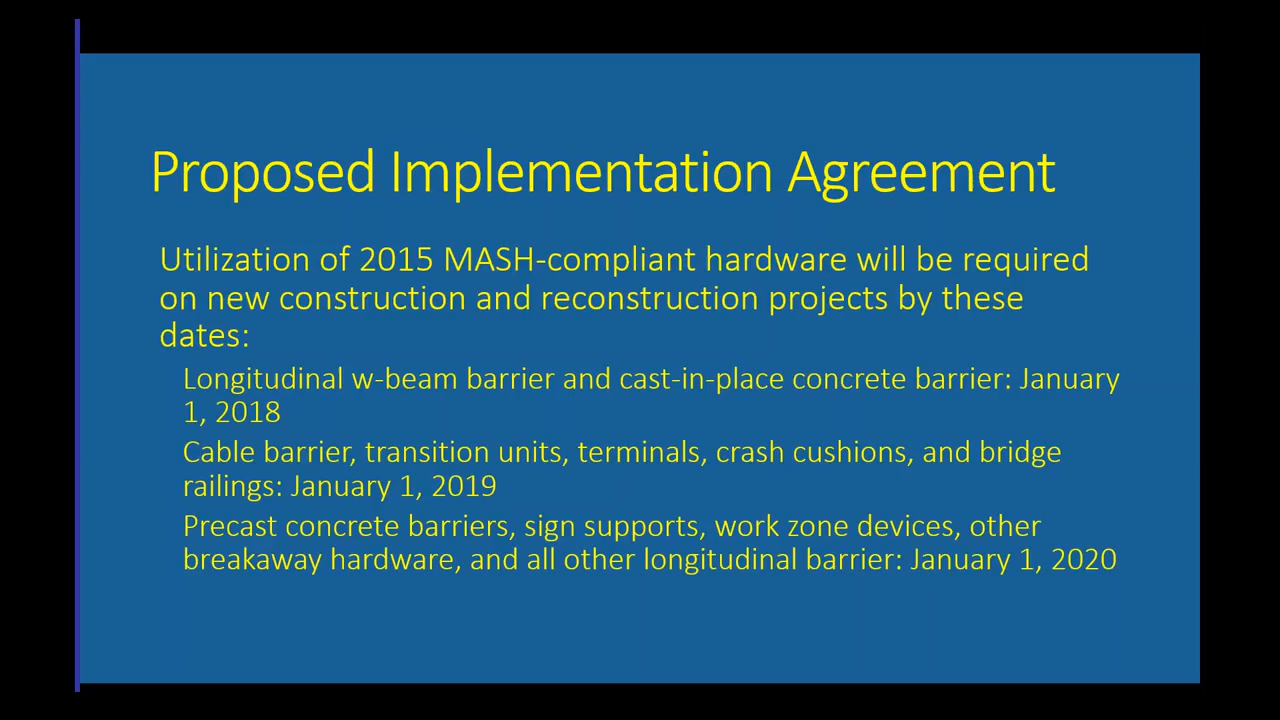 Proposed Implementation Agreement
Utilization of 2015 MASH-compliant hardware will be required
on new construction and reconstruction projects by these
dates:
Longitudinal w-beam barrier and cast-in-place concrete barrier: January
1, 2018
Cable barrier, transition units, terminals, crash cushions, and bridge
railings: January 1, 2019
Precast concrete barriers, sign supports, work zone devices, other
breakaway hardware, and all other longitudinal barrier: January 1, 2020